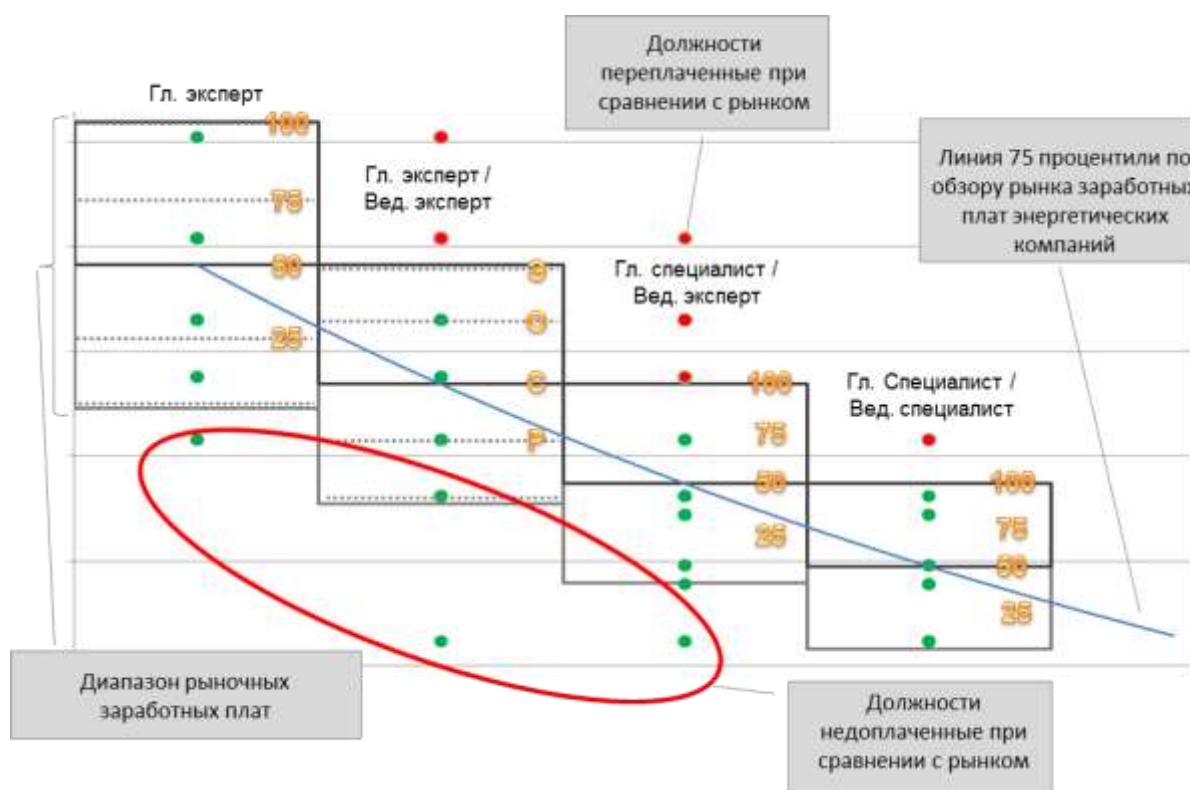 Должности
переплаченные при
сравнении с рынком
Гл. эксперт
100
75
50
25
Гл. эксперт /
Вед. эксперт
Линия 75 процентили по
обзору рынка заработных
плат энергетических
компаний
Э
О
С
Р
Гл. специалист /
Вед. эксперт
100
75
50
25
Гл. Специалист /
Вед. специалист
100
75
50
25
Диапазон рыночных
заработных плат
Должности
недоплаченные при
сравнении с рынком